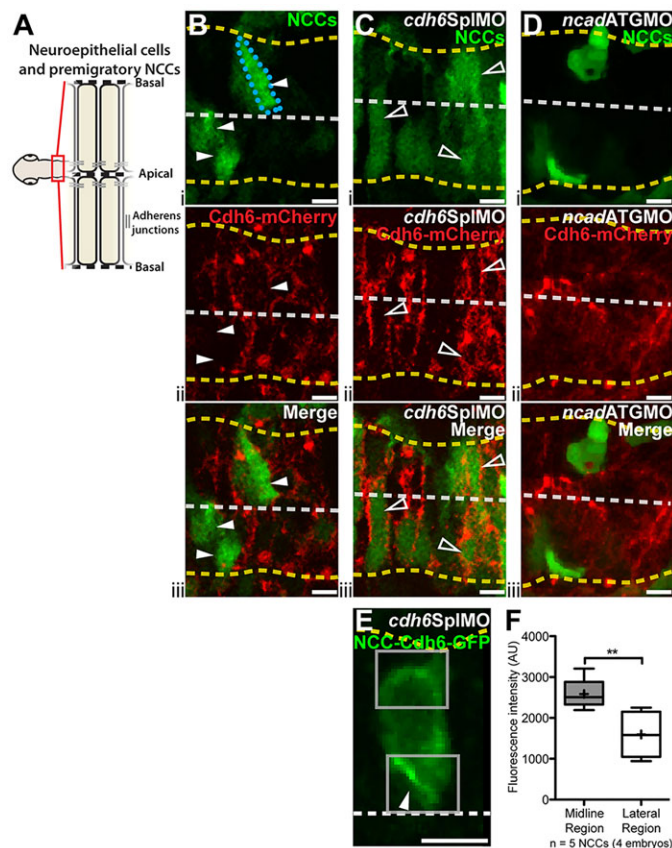 A
Neuroepithelial cells
and premigratory NCCs
Basal
Apical
Adherens
junctions
Basal
B
NCCs
i
Cdh6-mCherry
ii
Merge
iii
C
cdh6SplMO
NCCs
i
cdh6SplMO
Cdh6-mCherry
ii
cdh6SplMO
Merge
iii
D
ncadATGMO
NCCs
i
ncadATGMO
Cdh6-mCherry
ii
ncadATGMO
Merge
iii
E
cdh6SplMO
NCC-Cdh6-GFP
F
Fluorescence intensity (AU)
4000
3000
2000
1000
0
**
Midline
Region
Lateral
Region
n = 5 NCCs (4 embryos)